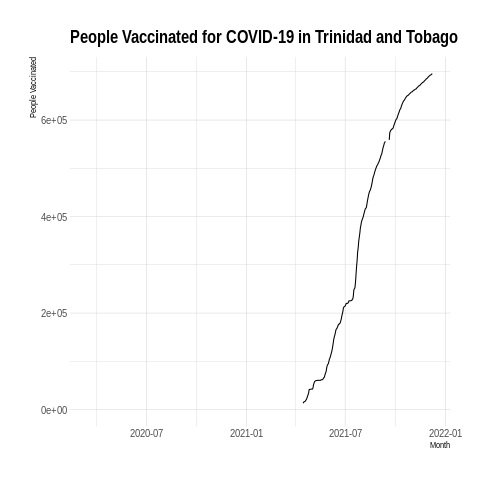 People Vaccinated for COVID-19 in Trinidad and Tobago
People Vaccinated
6e+05
4e+05
2e+05
0e+00
2020-07 2021-01 2021-07 2022-01
Month